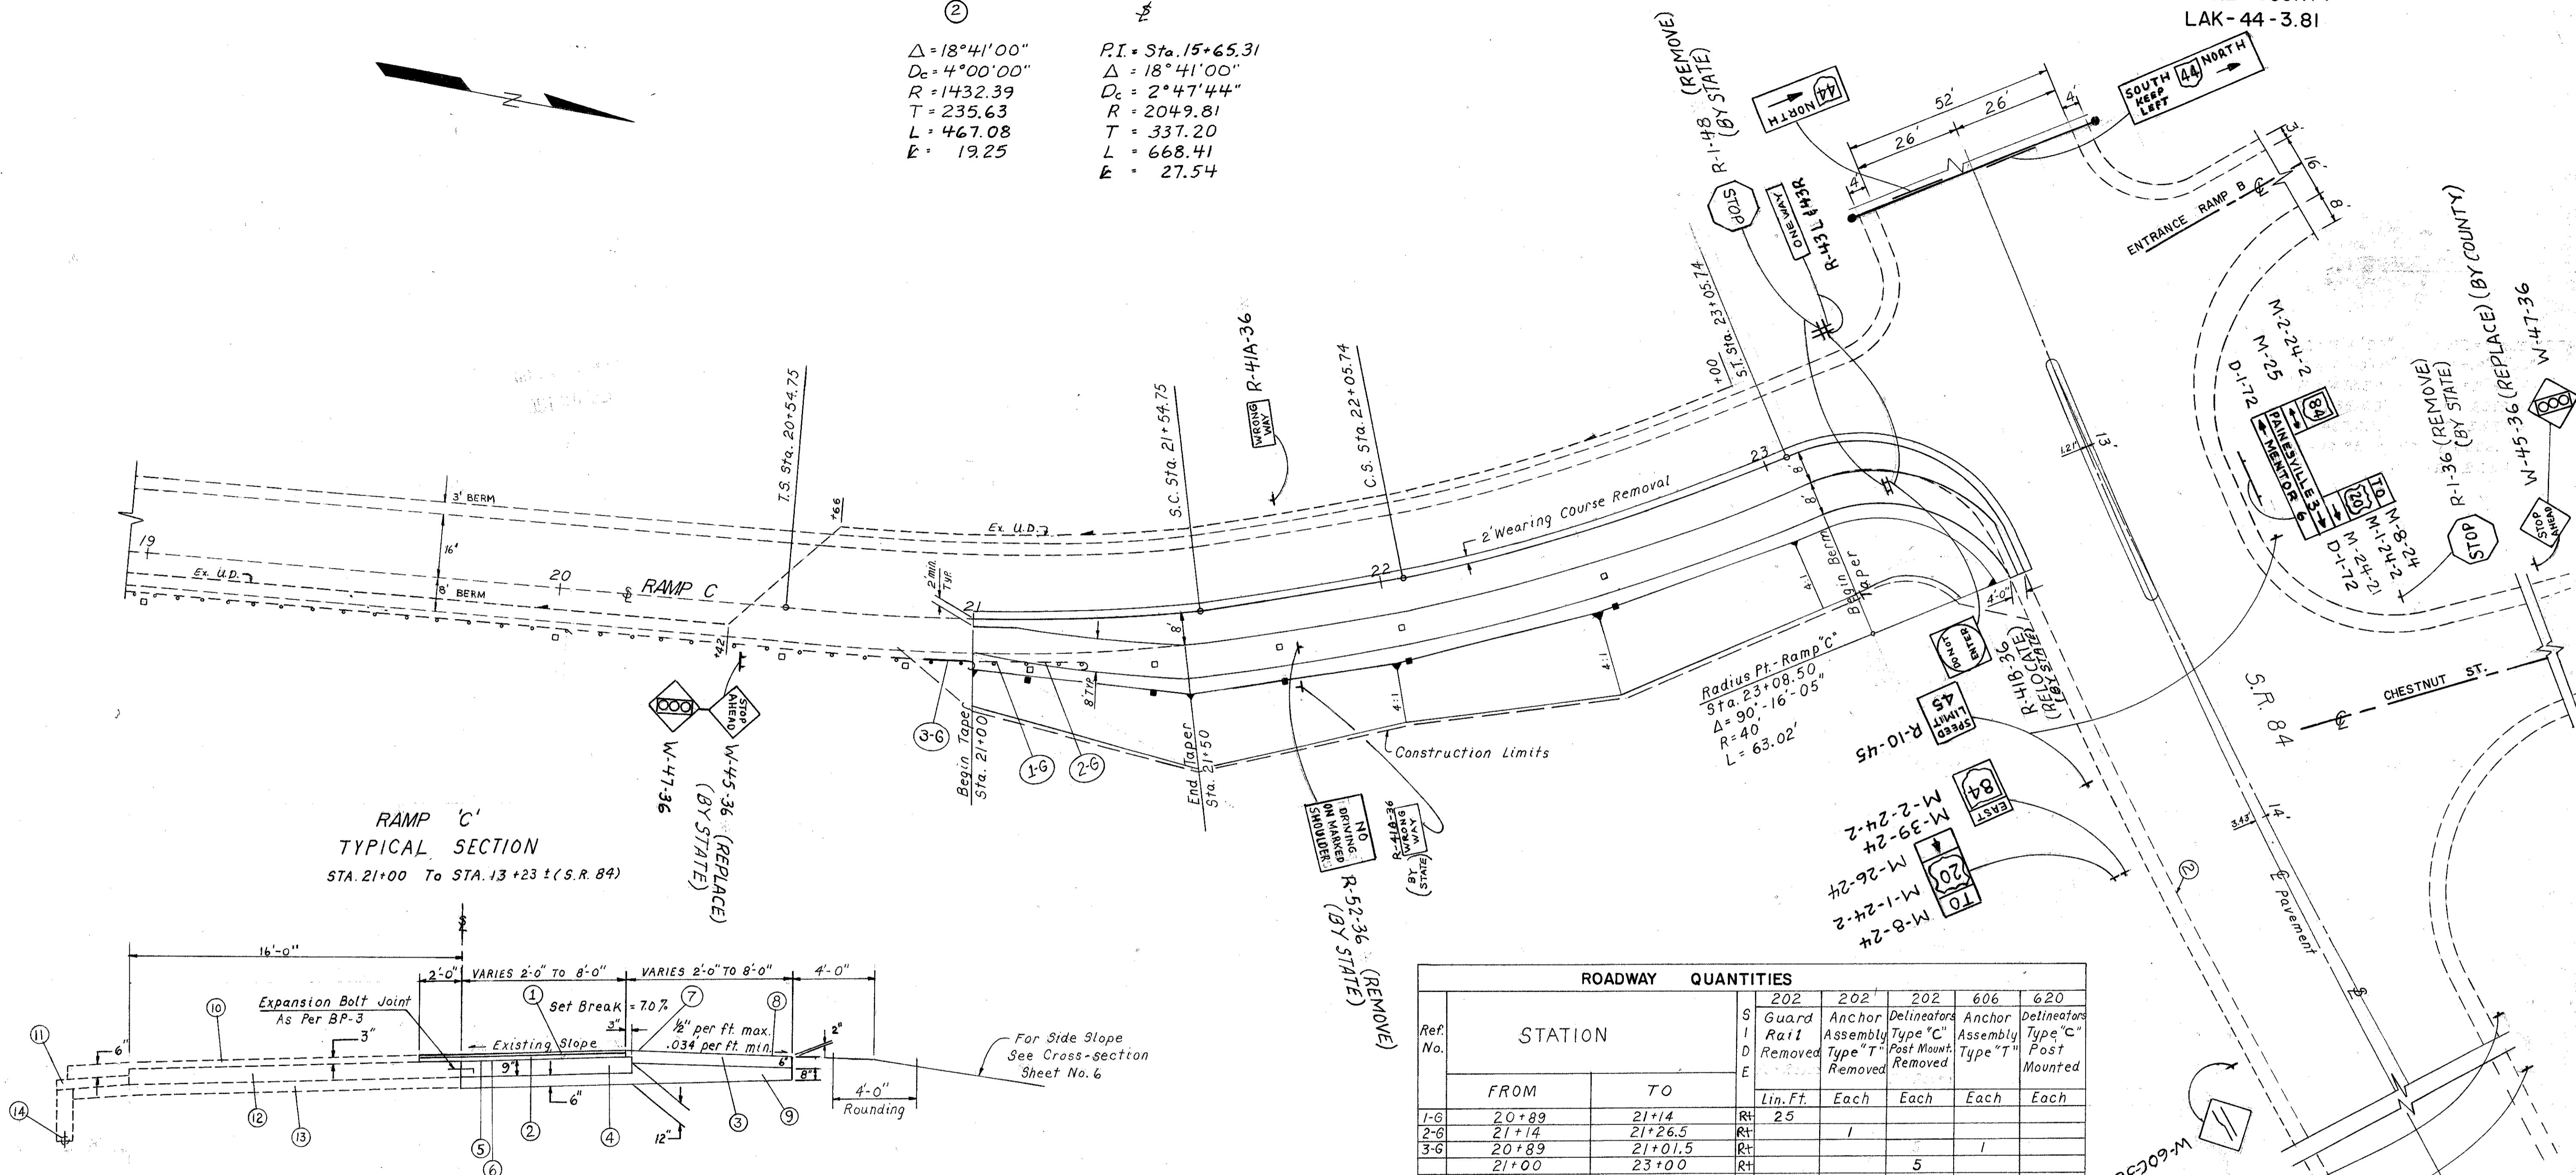 LAK-44-3.81
②
Δ = 18°41'00"
Dc = 4°00'00"
R = 1432.39
T = 235.63
L = 467.08
E = 19.25
P.I. = Sta. 15+65.31
Δ = 18°41'00"
Dc = 2°47'44"
R = 2049.81
T = 337.20
L = 668.41
E = 27.54
N
R-1-48 (REMOVE)
(BY STATE)
STOP
ONE WAY
R-43L & 43R
NORTH
44
SOUTH 44 NORTH
KEEP
LEFT
52'
26'
26'
4'
4'
3'
16'
8'
ENTRANCE RAMP B
D-1-72
M-25
M-2-24-2
84
PAINESVILLE 3
MENTOR 6
TO
20
D-1-72
M-24-21
M-1-24-2
M-8-24
STOP
R-1-36 (REMOVE)
(BY STATE)
W-45-36 (REPLACE) (BY COUNTY)
STOP
AHEAD
W-47-36
1.21'
13'
WRONG
WAY
R-41A-36
T.S. Sta. 20+54.75
S.C. Sta. 21+54.75
C.S. Sta. 22+05.74
+00
S.T. Sta. 23+05.74
+66
Ex. U.D.
2' Wearing Course Removal
23
8'
8'
3' BERM
16'
19
Ex. U.D.
8' BERM
20
RAMP C
+42
2' min.
Typ.
21
22
8'
8' TYP.
4:1
4:1
4:1
Begin Berm
Taper
4'-0"
3-G
1-G
2-G
Begin Taper
Sta. 21+00
End Taper
Sta. 21+50
Construction Limits
Radius Pt.-Ramp "C"
Sta. 23+08.50
Δ = 90°-16'-05"
R = 40'
L = 63.02'
DO NOT
ENTER
R-41B-36
(RELOCATE)
(BY STATE)
SPEED
LIMIT
45
R-10-45
EAST
84
M-39-24
M-2-24-2
TO
20
M-26-24
M-1-24-2
M-8-24
S.R. 84
CHESTNUT ST.
3.43'
14
②
℄ Pavement
STOP
AHEAD
W-47-36
W-45-36 (REPLACE)
(BY STATE)
NO
DRIVING
ON MARKED
SHOULDER
R-52-36 (REMOVE)
(BY STATE)
R-41A-36
WRONG
WAY
(BY
STATE)
RAMP 'C'
TYPICAL SECTION
STA. 21+00 To STA. 13+23 ± (S.R. 84)
16'-0"
2'-0"
VARIES 2'-0" TO 8'-0"
VARIES 2'-0" TO 8'-0"
4'-0"
Expansion Bolt Joint
As Per BP-3
Set Break = 7.0%
3"
½" per ft. max.
.034' per ft. min.
2"
Existing Slope
6"
3"
9"
6"
12"
6"
8"
4'-0"
Rounding
For Side Slope
See Cross-section
Sheet No. 6
① ② ③ ④ ⑤ ⑥ ⑦ ⑧ ⑨ ⑩ ⑪ ⑫ ⑬ ⑭
ROADWAY QUANTITIES
Ref. No. STATION SIDE
FROM TO
202 Guard Rail Removed Lin. Ft.
202 Anchor Assembly Type "T" Removed Each
202 Delineators Type "C" Post Mount. Removed Each
606 Anchor Assembly Type "T" Each
620 Delineators Type "C" Post Mounted Each
1-G 20+89 21+14 Rt 25
2-G 21+14 21+26.5 Rt 1
3-G 20+89 21+01.5 Rt 1
21+00 23+00 Rt 5